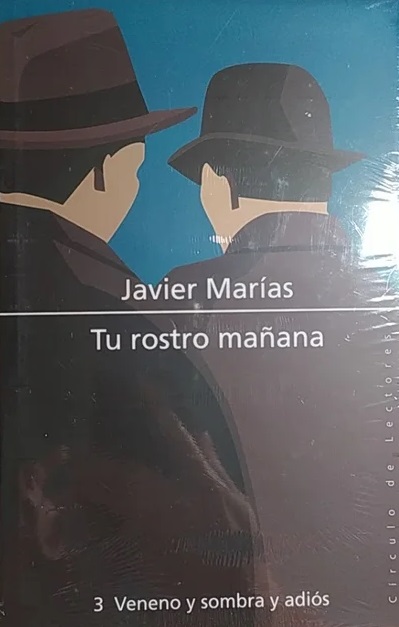 Javier Marías
Tu rostro mañana
Círculo de Lectores
3 Veneno y sombra y adiós